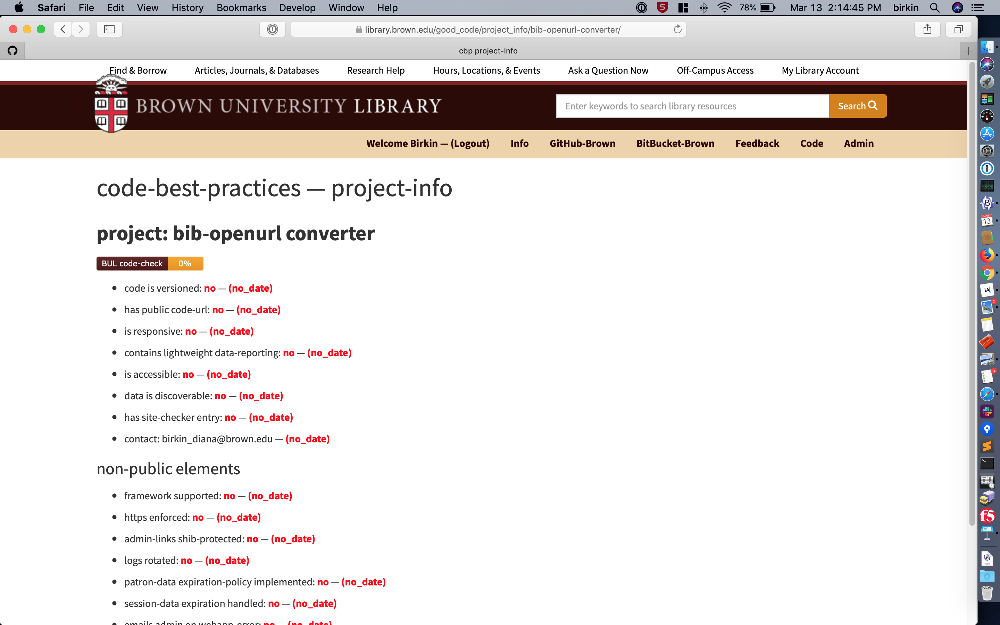 Safari File Edit View History Bookmarks Develop Window Help 78% Mar 13 2:14:45 PM birkin
library.brown.edu/good_code/project_info/bib-openurl-converter/
cbp project-info
Find & Borrow Articles, Journals, & Databases Research Help Hours, Locations, & Events Ask a Question Now Off-Campus Access My Library Account
BROWN UNIVERSITY LIBRARY Enter keywords to search library resources Search
Welcome Birkin — (Logout) Info GitHub-Brown BitBucket-Brown Feedback Code Admin
code-best-practices — project-info
project: bib-openurl converter
BUL code-check 0%
code is versioned: no — (no_date)
has public code-url: no — (no_date)
is responsive: no — (no_date)
contains lightweight data-reporting: no — (no_date)
is accessible: no — (no_date)
data is discoverable: no — (no_date)
has site-checker entry: no — (no_date)
contact: birkin_diana@brown.edu — (no_date)
non-public elements
framework supported: no — (no_date)
https enforced: no — (no_date)
admin-links shib-protected: no — (no_date)
logs rotated: no — (no_date)
patron-data expiration-policy implemented: no — (no_date)
session-data expiration handled: no — (no_date)
emails admin on webapp-error: no — (no_date)
MAR
13
iA
2
14
f5
TEXT